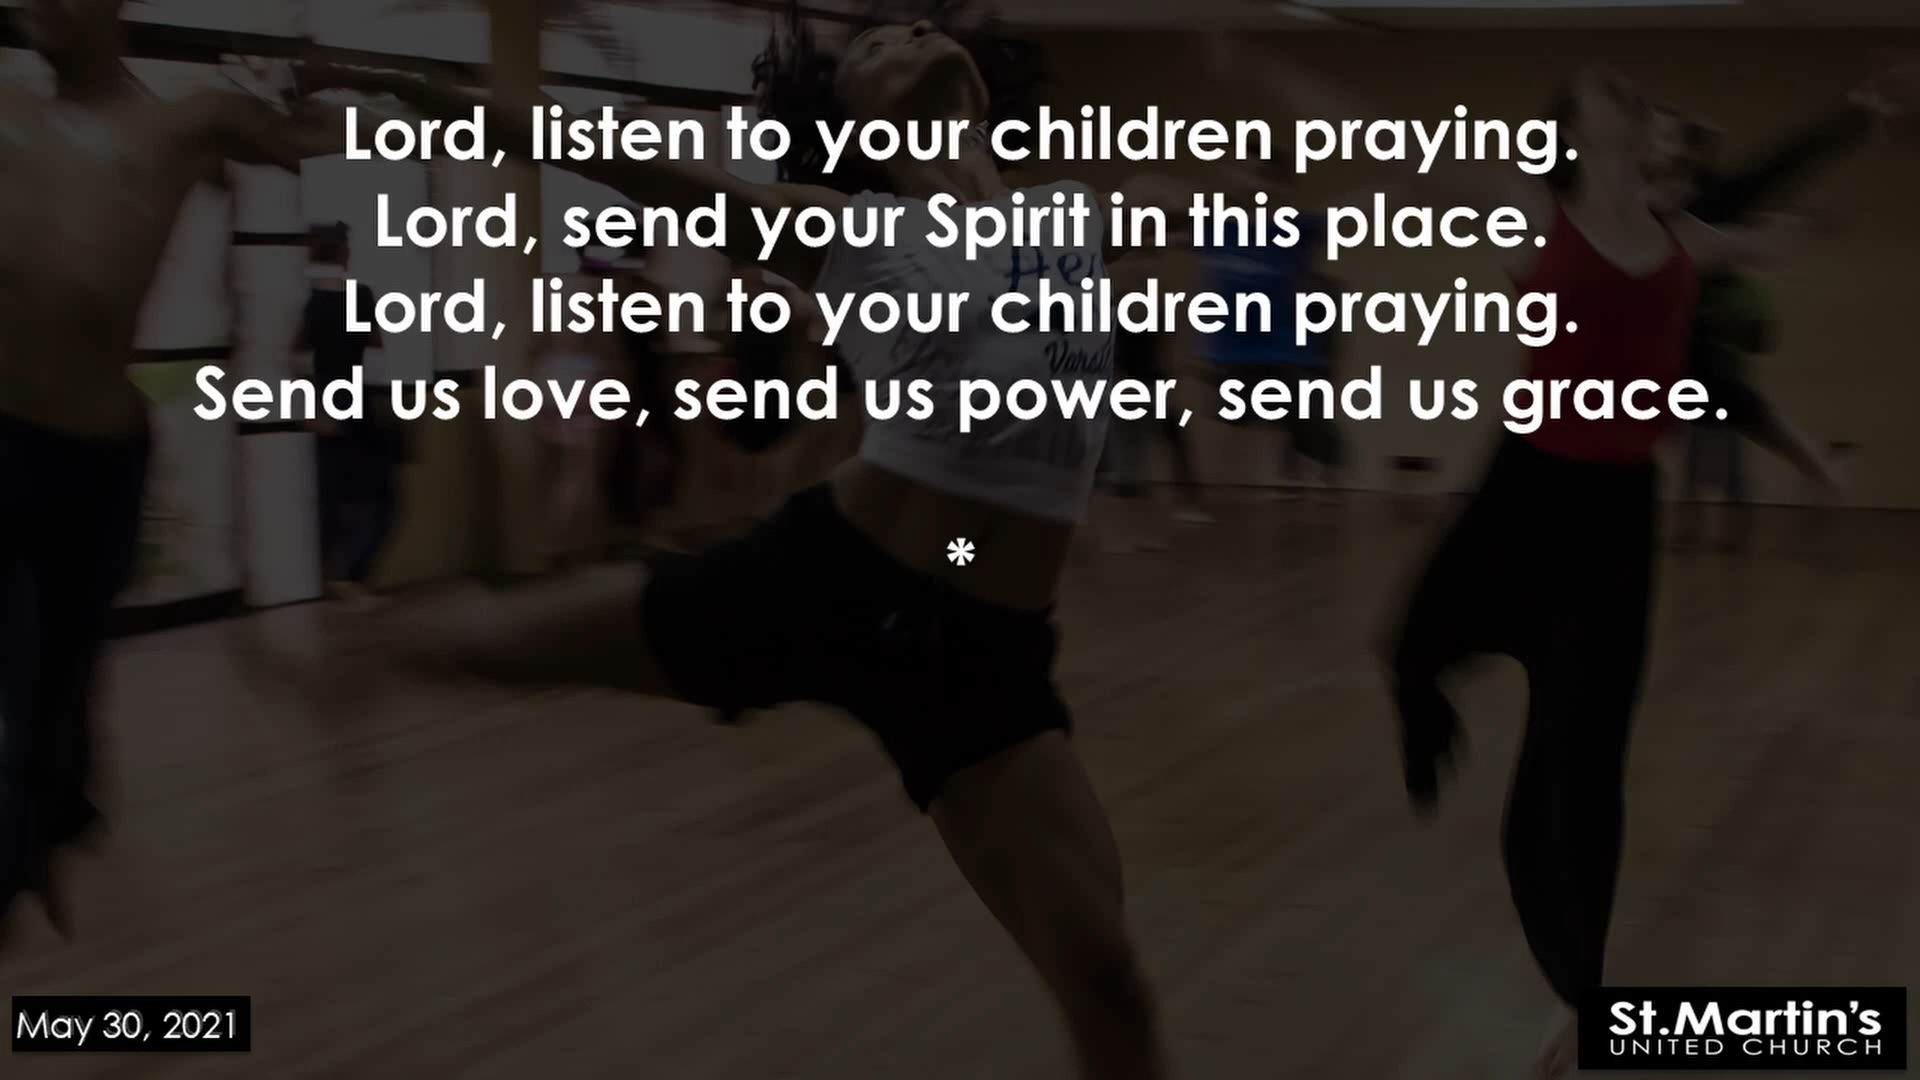 Lord, listen to your children praying.
Lord, send your Spirit in this place.
Lord, listen to your children praying.
Send us love, send us power, send us grace.
*
May 30, 2021
St.Martin's
UNITED CHURCH